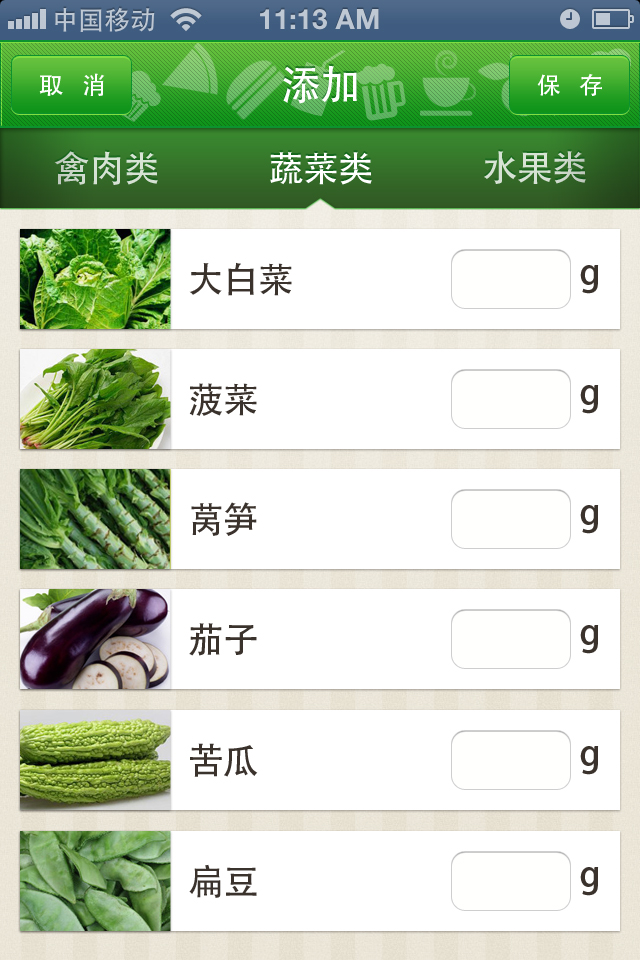 中国移动 11:13 AM
取 消 添加 保 存
禽肉类 蔬菜类 水果类
大白菜 g
菠菜 g
莴笋 g
茄子 g
苦瓜 g
扁豆 g